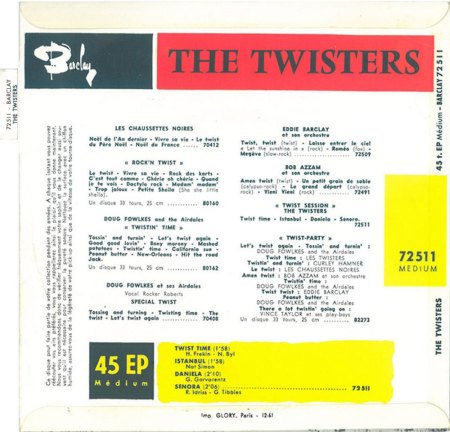 Barclay
THE TWISTERS
72511 - BARCLAY
THE TWISTERS
45 t. EP Médium - BARCLAY 72511
LES CHAUSSETTES NOIRES
Noël de l'An dernier - Vivre sa vie - Le twist
du Père Noël - Noël de France ...... 70412
« ROCK'N TWIST »
Le twist - Vivre sa vie - Rock des karts -
C'est tout comme - Chérie oh chérie - Quand
je te vois - Dactylo rock - Madam' madam'
- Trop jaloux - Petite Sheila (She's the little
sheila).
Un disque 33 tours, 25 cm ...... 80160
DOUG FOWLKES and the Airdales
« TWISTIN' TIME »
Tossin' and turnin' - Let's twist again -
Good good lovin' - Bony morony - Mashed
potatoes - Twistin' time - California sun -
Peanut butter - New-Orleans - Hit the road
Jack.
Un disque 33 tours, 25 cm ...... 80162
DOUG FOWLKES et ses Airdales
Vocal Rocker Roberts
SPECIAL TWIST
Tossing and turning - Twisting time - The
twist - Let's twist again ...... 70408
EDDIE BARCLAY
et son orchestre
Twist, twist (twist) - Laisse entrer le ciel
« Let the sunshine in a (rock) - Roméo (fox) -
Megève (slow-rock) ...... 72509
BOB AZZAM
et son orchestre
Amen twist (twist) - Un petit grain de sable
(calypso-rock) - Le grand départ (calypso-
rock) - Vieni Vieni (twist) ...... 72491
« TWIST SESSION »
THE TWISTERS
Twist time - Istanbul - Daniela - Senora.
72511
« TWIST-PARTY »
Let's twist again - Tossin' and turnin' :
DOUG FOWLKES and the Airdales
Twist time : LES TWISTERS
Twistin' turnin' : CURLEY HAMNER
Le twist : LES CHAUSSETTES NOIRES
Amen twist : BOB AZZAM et son orchestre
Twistin' time :
DOUG FOWLKES and the Airdales
Twist twist : EDDIE BARCLAY
Peanut butter :
DOUG FOWLKES and the Airdales
There a lot twistin' going on :
VINCE TAYLOR et ses play-boys
Un disque 33 tours, 25 cm ...... 82273
72511
MÉDIUM
THE TWISTERS
45 EP
Médium
TWIST TIME (1'58)
H. Frekin - N. Byl
ISTANBUL (1'58)
Nat Simon
DANIELA (2'10)
G. Garvarentz
SENORA (2'06) ...... 72511
R. Idriss - G. Tibbles
Imp. GLORY, Paris - 12-61